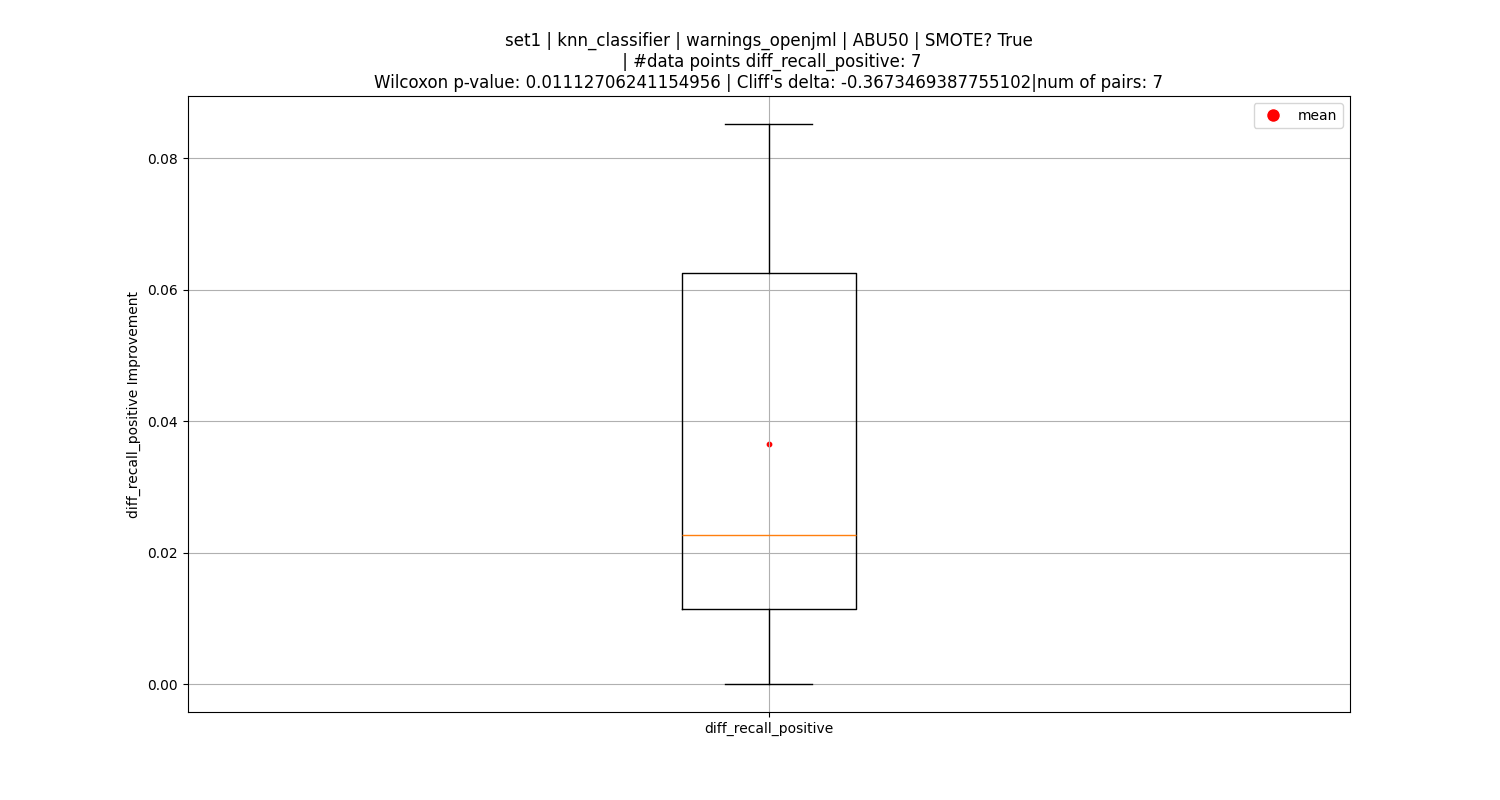 set1 | knn_classifier | warnings_openjml | ABU50 | SMOTE? True
| #data points diff_recall_positive: 7
Wilcoxon p-value: 0.01112706241154956 | Cliff's delta: -0.3673469387755102|num of pairs: 7
mean
0.08
0.06
0.04
0.02
0.00
diff_recall_positive Improvement
diff_recall_positive